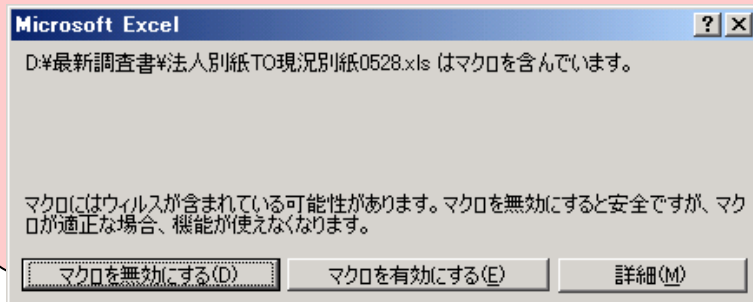 Microsoft Excel
D:¥最新調査書¥法人別紙TO現況別紙0528.xls はマクロを含んでいます。
マクロにはウィルスが含まれている可能性があります。マクロを無効にすると安全ですが、マク
ロが適正な場合、機能が使えなくなります。
マクロを無効にする(D)
マクロを有効にする(E)
詳細(M)